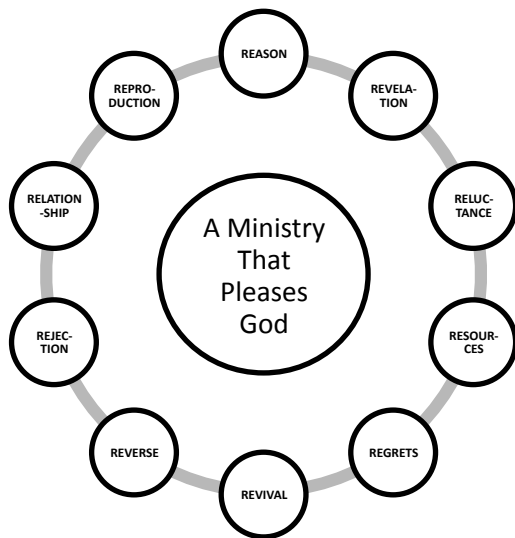 REASON
REVELA-
TION
RELUC-
TANCE
RESOUR-
CES
REGRETS
REVIVAL
REVERSE
REJEC-
TION
RELATION
-SHIP
REPRO-
DUCTION
A Ministry
That
Pleases
God